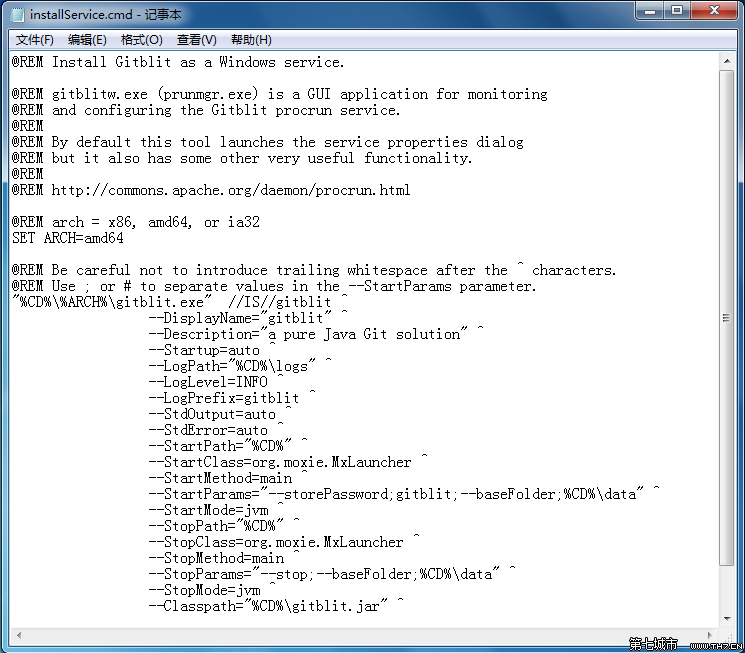 installService.cmd - 记事本
文件(F) 编辑(E) 格式(O) 查看(V) 帮助(H)
@REM Install Gitblit as a Windows service.
@REM gitblitw.exe (prunmgr.exe) is a GUI application for monitoring
@REM and configuring the Gitblit procrun service.
@REM
@REM By default this tool launches the service properties dialog
@REM but it also has some other very useful functionality.
@REM
@REM http://commons.apache.org/daemon/procrun.html
@REM arch = x86, amd64, or ia32
SET ARCH=amd64
@REM Be careful not to introduce trailing whitespace after the ^ characters.
@REM Use ; or # to separate values in the --StartParams parameter.
"%CD%\%ARCH%\gitblit.exe"  //IS//gitblit ^
--DisplayName="gitblit" ^
--Description="a pure Java Git solution" ^
--Startup=auto ^
--LogPath="%CD%\logs" ^
--LogLevel=INFO ^
--LogPrefix=gitblit ^
--StdOutput=auto ^
--StdError=auto ^
--StartPath="%CD%" ^
--StartClass=org.moxie.MxLauncher ^
--StartMethod=main ^
--StartParams="--storePassword;gitblit;--baseFolder;%CD%\data" ^
--StartMode=jvm ^
--StopPath="%CD%" ^
--StopClass=org.moxie.MxLauncher ^
--StopMethod=main ^
--StopParams="--stop;--baseFolder;%CD%\data" ^
--StopMode=jvm ^
--Classpath="%CD%\gitblit.jar" ^
第七城市 www.TH7.CN